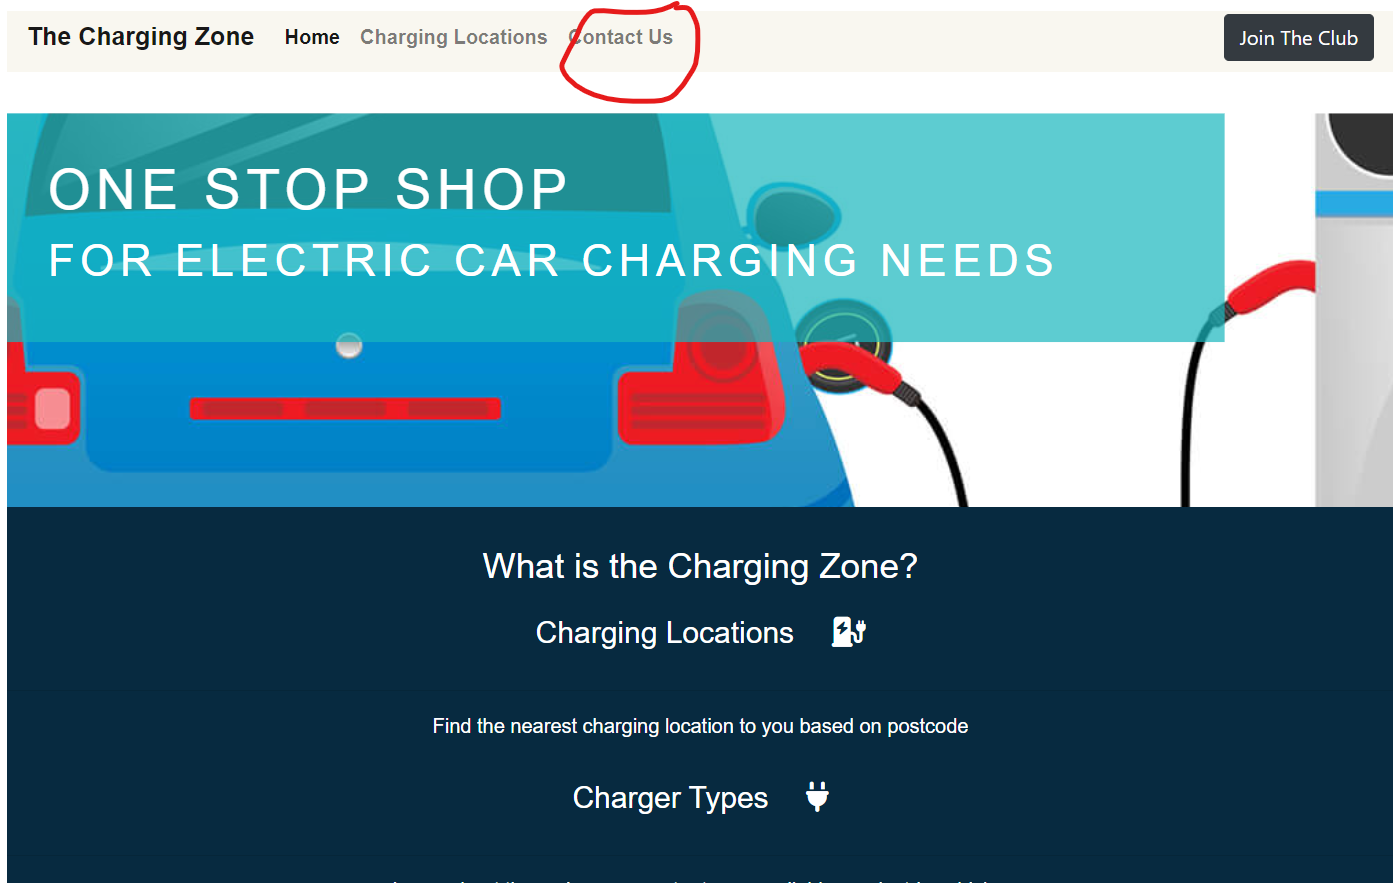 The Charging Zone Home Charging Locations Contact Us Join The Club
ONE STOP SHOP
FOR ELECTRIC CAR CHARGING NEEDS
What is the Charging Zone?
Charging Locations
Find the nearest charging location to you based on postcode
Charger Types